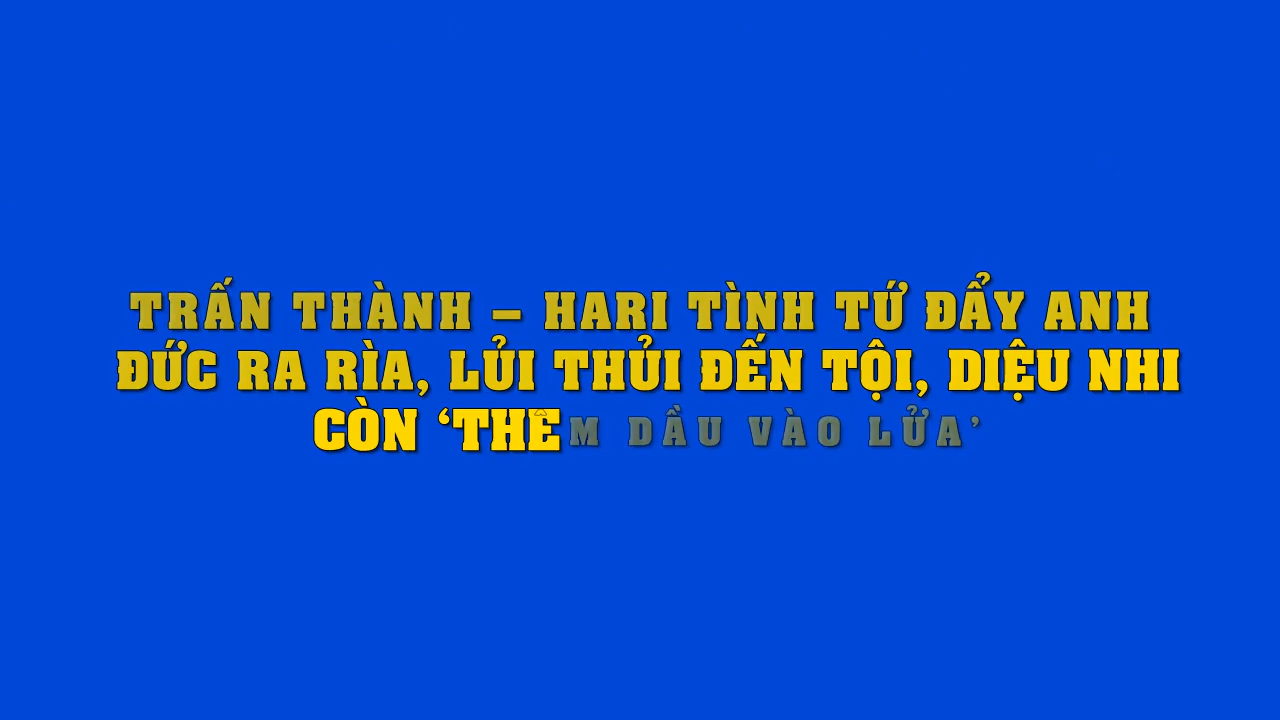 TRẤN THÀNH – HARI TÌNH TỨ ĐẨY ANH
ĐỨC RA RÌA, LỦI THỦI ĐẾN TỘI, DIỆU NHI
CÒN ‘THÊM DẦU VÀO LỬA’